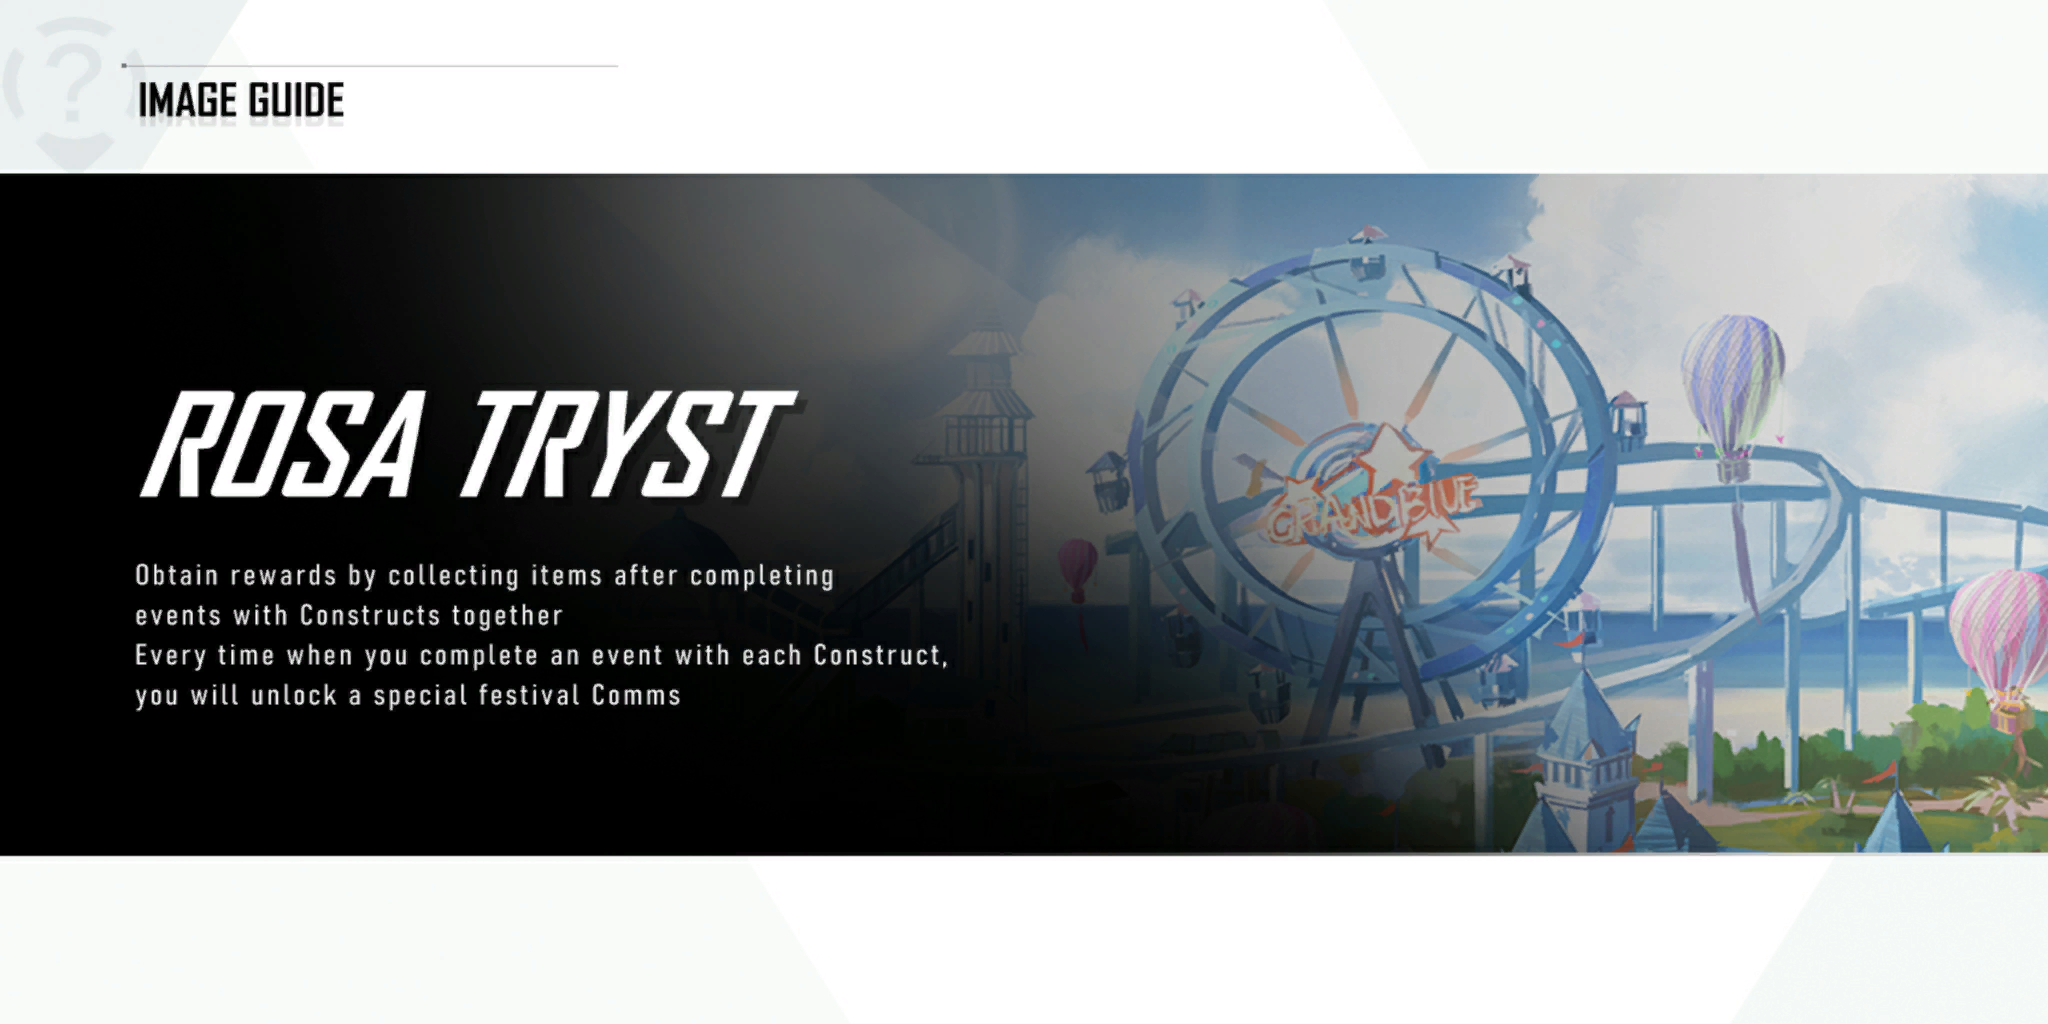 IMAGE GUIDE
ROSA TRYST
Obtain rewards by collecting items after completing
events with Constructs together
Every time when you complete an event with each Construct,
you will unlock a special festival Comms
GRANDBLUE